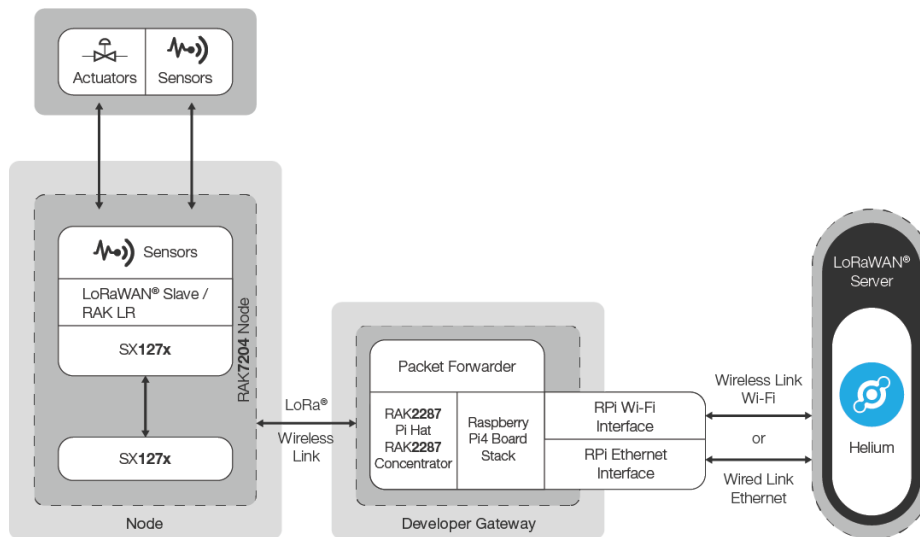 Actuators
Sensors
Sensors
LoRaWAN® Slave /
RAK LR
SX127x
SX127x
RAK7204 Node
Node
LoRa®
Wireless
Link
Packet Forwarder
RAK2287
Pi Hat
RAK2287
Concentrator
Raspberry
Pi4 Board
Stack
RPi Wi-Fi
Interface
RPi Ethernet
Interface
Developer Gateway
Wireless Link
Wi-Fi
or
Wired Link
Ethernet
LoRaWAN®
Server
Helium